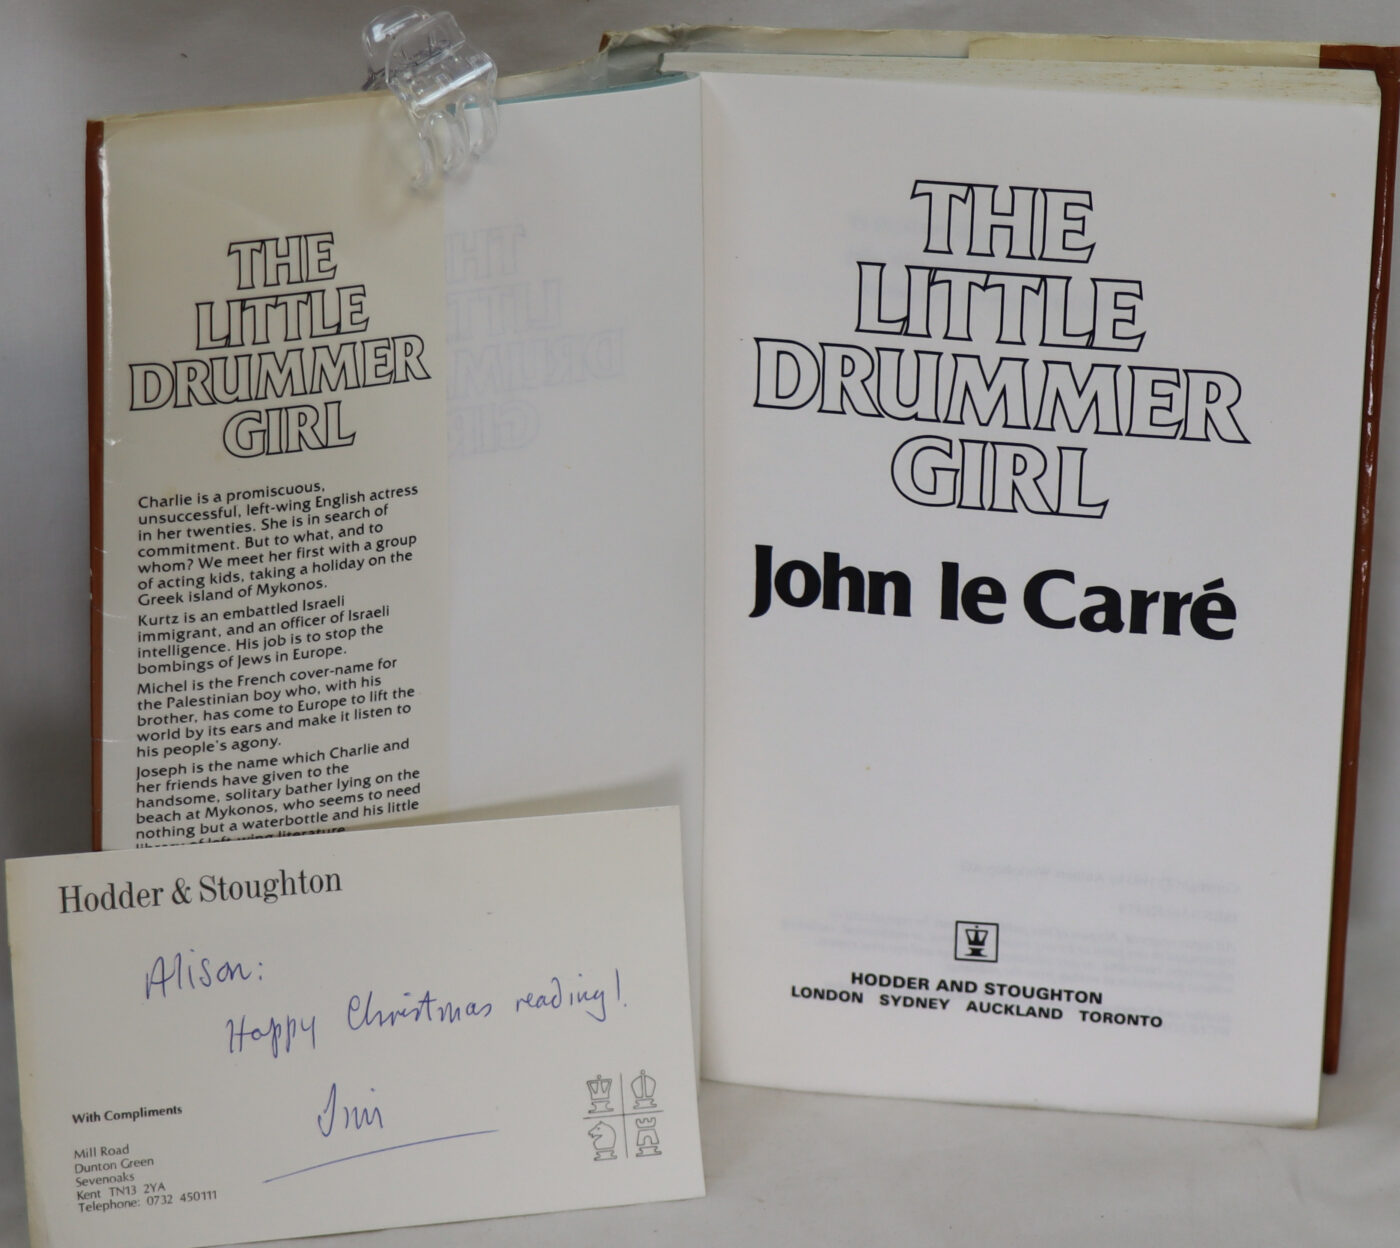 THE
LITTLE
DRUMMER
GIRL
Charlie is a promiscuous,
unsuccessful, left-wing English actress
in her twenties. She is in search of
commitment. But to what, and to
whom? We meet her first with a group
of acting kids, taking a holiday on the
Greek island of Mykonos.
Kurtz is an embattled Israeli
immigrant, and an officer of Israeli
intelligence. His job is to stop the
bombings of Jews in Europe.
Michel is the French cover-name for
the Palestinian boy who, with his
brother, has come to Europe to lift the
world by its ears and make it listen to
his people's agony.
Joseph is the name which Charlie and
her friends have given to the
handsome, solitary bather lying on the
beach at Mykonos, who seems to need
nothing but a waterbottle and his little
library of left-wing literature
THE
LITTLE
DRUMMER
GIRL
John le Carré
HODDER AND STOUGHTON
LONDON SYDNEY AUCKLAND TORONTO
Hodder & Stoughton
Alison:
Happy Christmas reading!
With Compliments
Mill Road
Dunton Green
Sevenoaks
Kent TN13 2YA
Telephone: 0732 450111